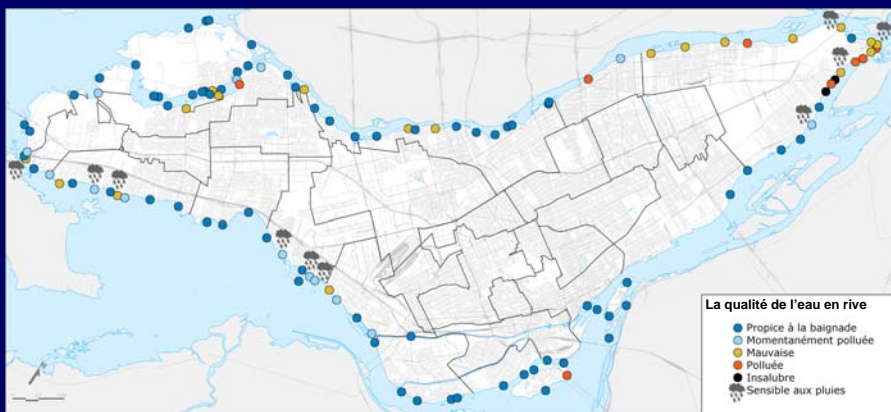 La qualité de l'eau en rive
Propice à la baignade
Momentanément polluée
Mauvaise
Polluée
Insalubre
Sensible aux pluies